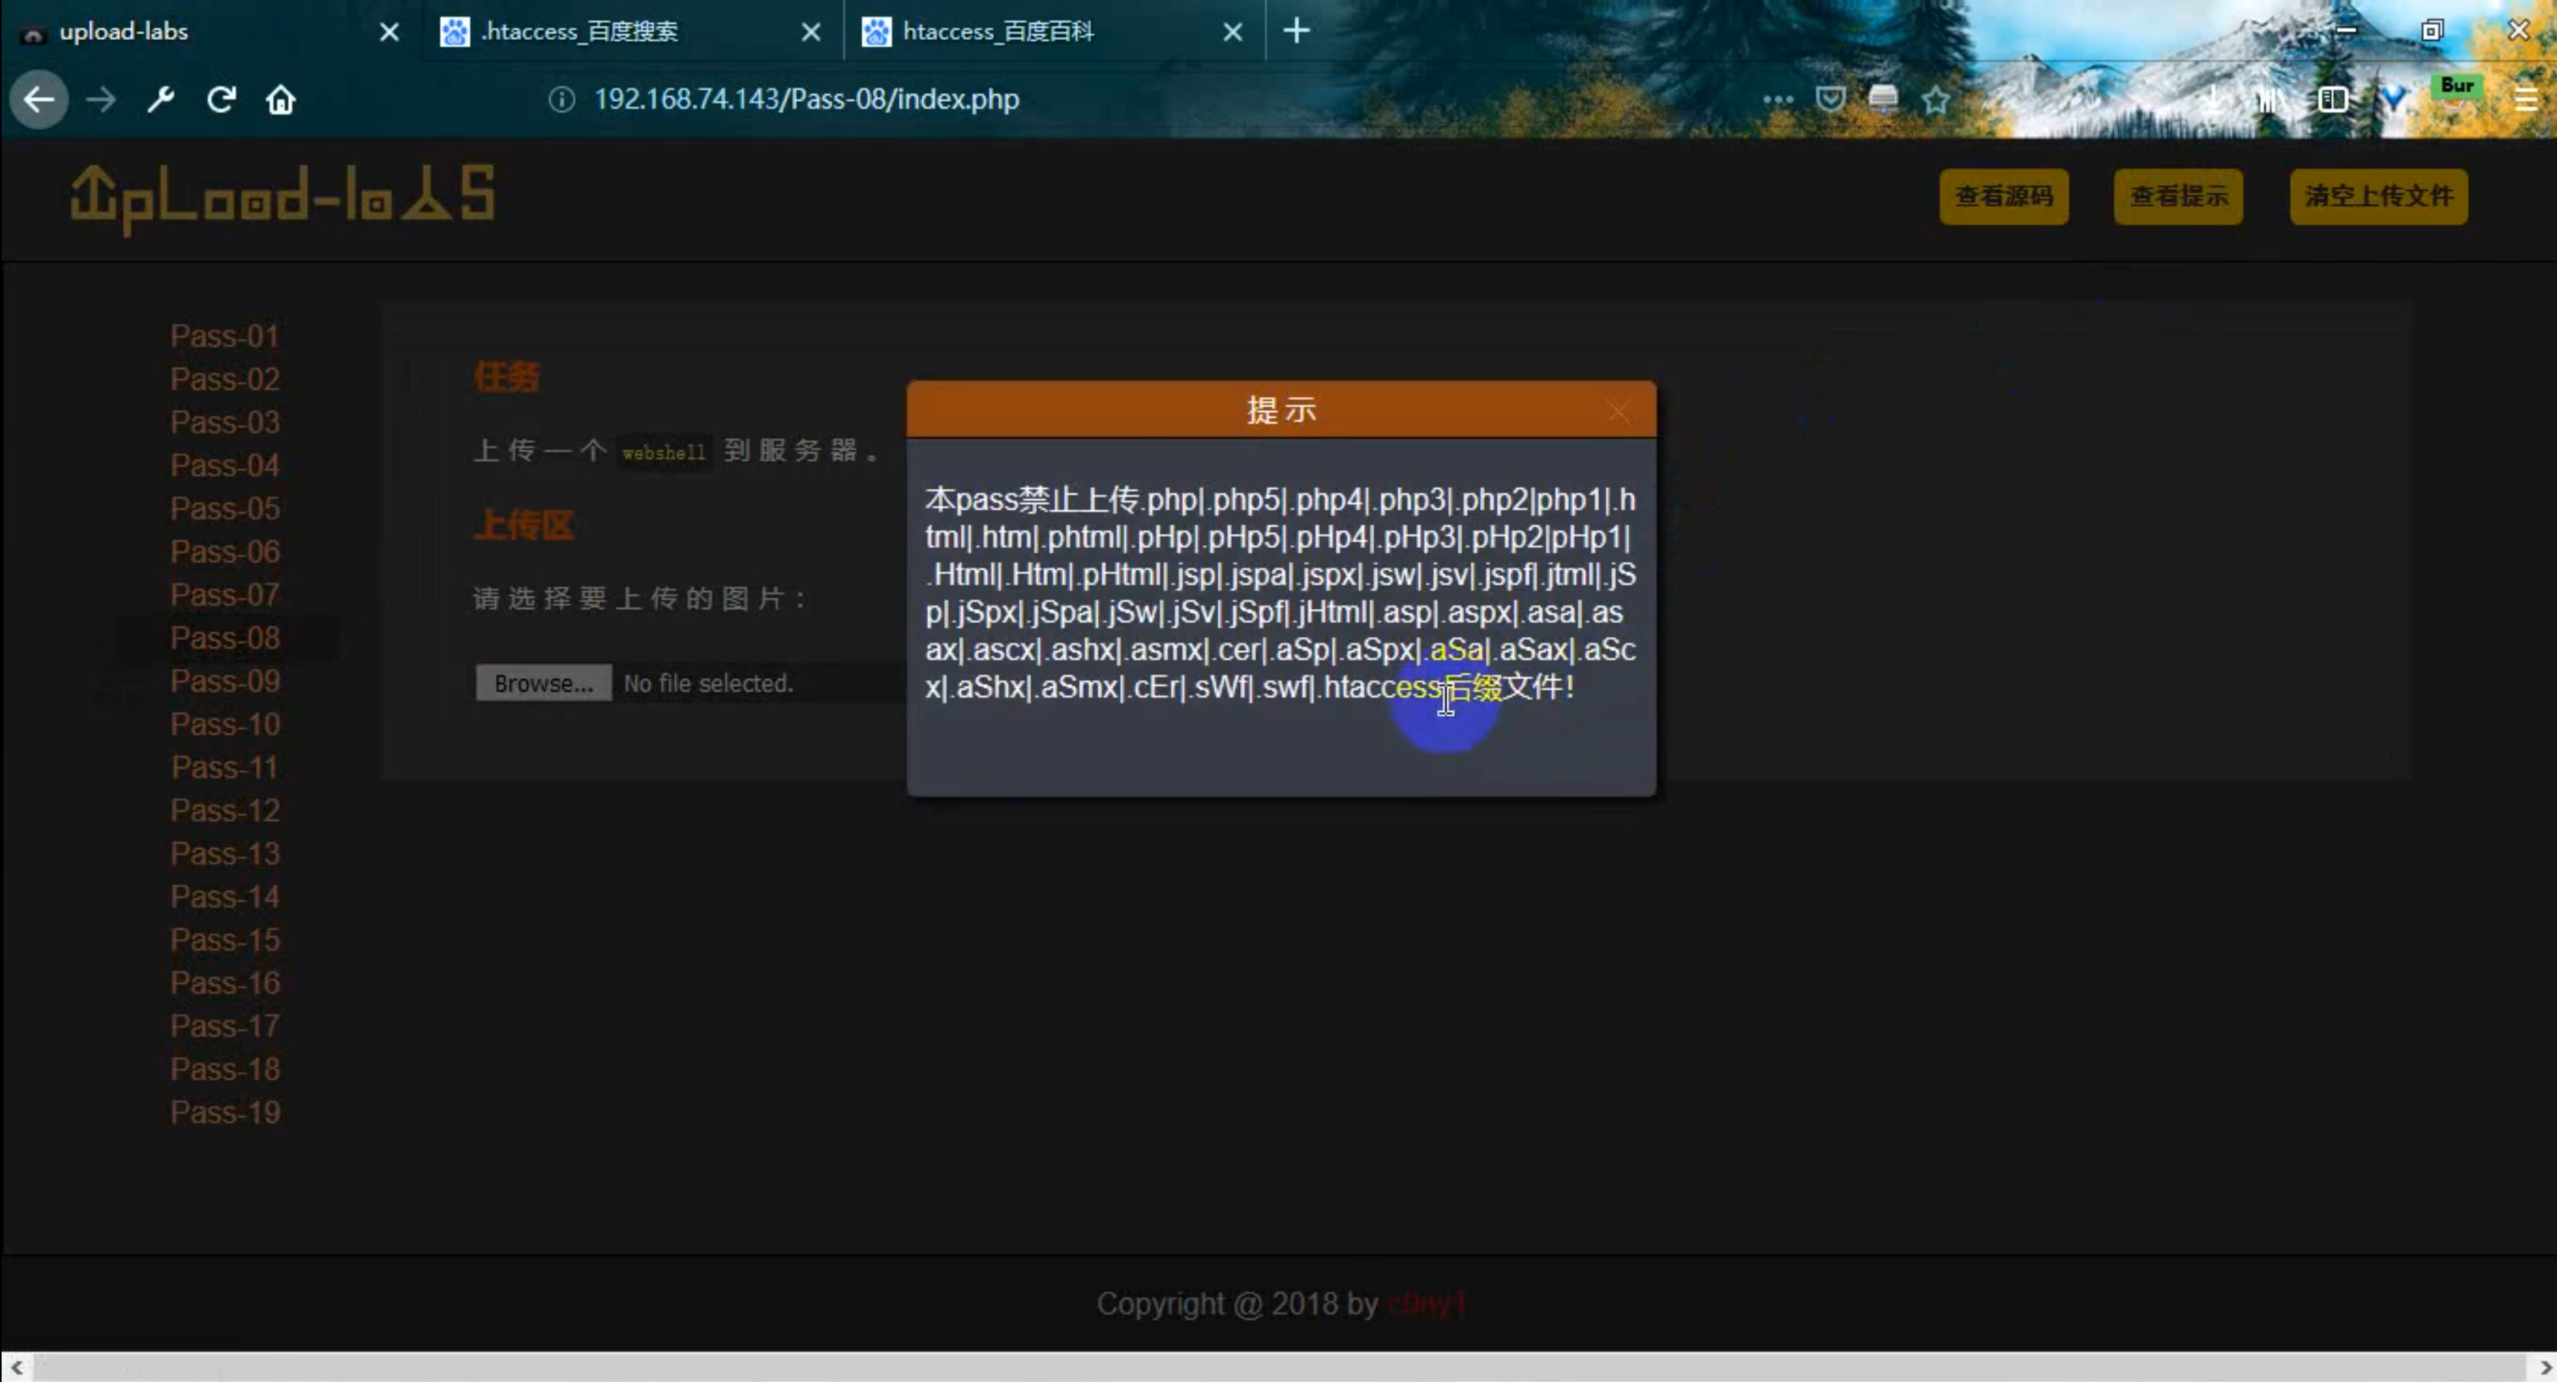 upload-labs
.htaccess_百度搜索
htaccess_百度百科
192.168.74.143/Pass-08/index.php
Bur
UpLoad-labs
查看源码
查看提示
清空上传文件
Pass-01
Pass-02
Pass-03
Pass-04
Pass-05
Pass-06
Pass-07
Pass-08
Pass-09
Pass-10
Pass-11
Pass-12
Pass-13
Pass-14
Pass-15
Pass-16
Pass-17
Pass-18
Pass-19
任务
上传一个 webshell 到服务器。
上传区
请选择要上传的图片：
Browse... No file selected.
提示
本pass禁止上传.php|.php5|.php4|.php3|.php2|php1|.h
tml|.htm|.phtml|.pHp|.pHp5|.pHp4|.pHp3|.pHp2|pHp1|
.Html|.Htm|.pHtml|.jsp|.jspa|.jspx|.jsw|.jsv|.jspf|.jtml|.jS
p|.jSpx|.jSpa|.jSw|.jSv|.jSpf|.jHtml|.asp|.aspx|.asa|.as
ax|.ascx|.ashx|.asmx|.cer|.aSp|.aSpx|.aSa|.aSax|.aSc
x|.aShx|.aSmx|.cEr|.sWf|.swf|.htaccess后缀文件!
Copyright @ 2018 by c0ny1